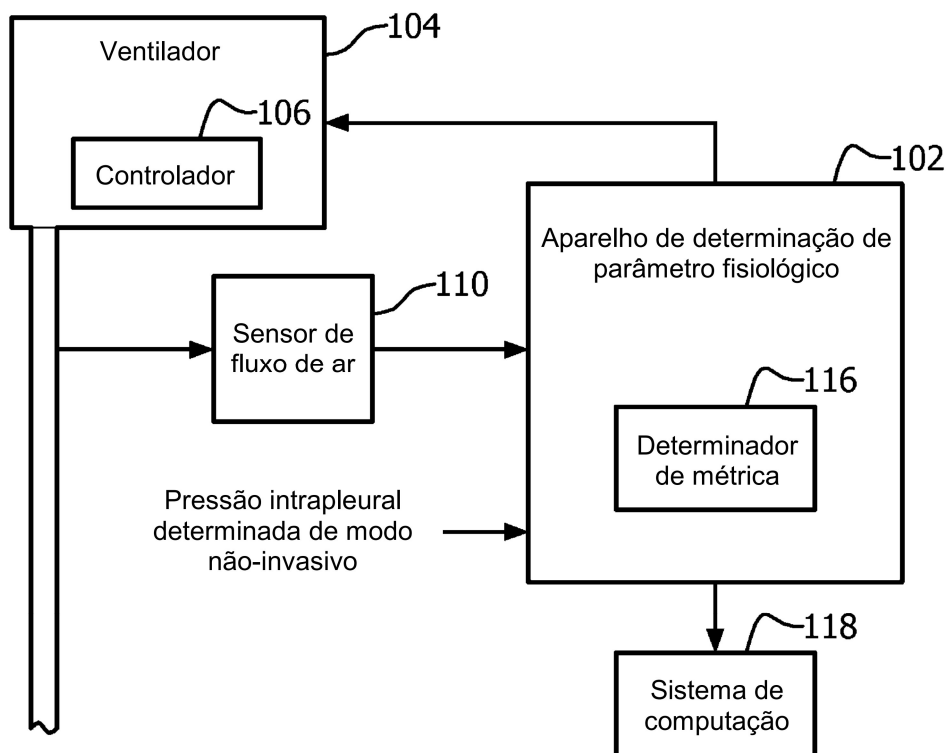 104
Ventilador
106
Controlador
102
Aparelho de determinação de
parâmetro fisiológico
110
Sensor de
fluxo de ar
116
Determinador
de métrica
Pressão intrapleural
determinada de modo
não-invasivo
118
Sistema de
computação